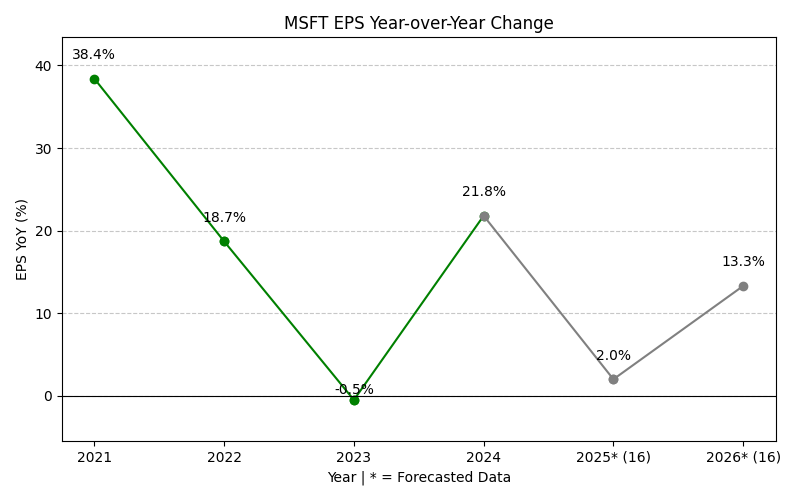 MSFT EPS Year-over-Year Change
EPS YoY (%)
40
30
20
10
0
38.4%
18.7%
-0.5%
21.8%
2.0%
13.3%
2021 2022 2023 2024 2025* (16) 2026* (16)
Year | * = Forecasted Data